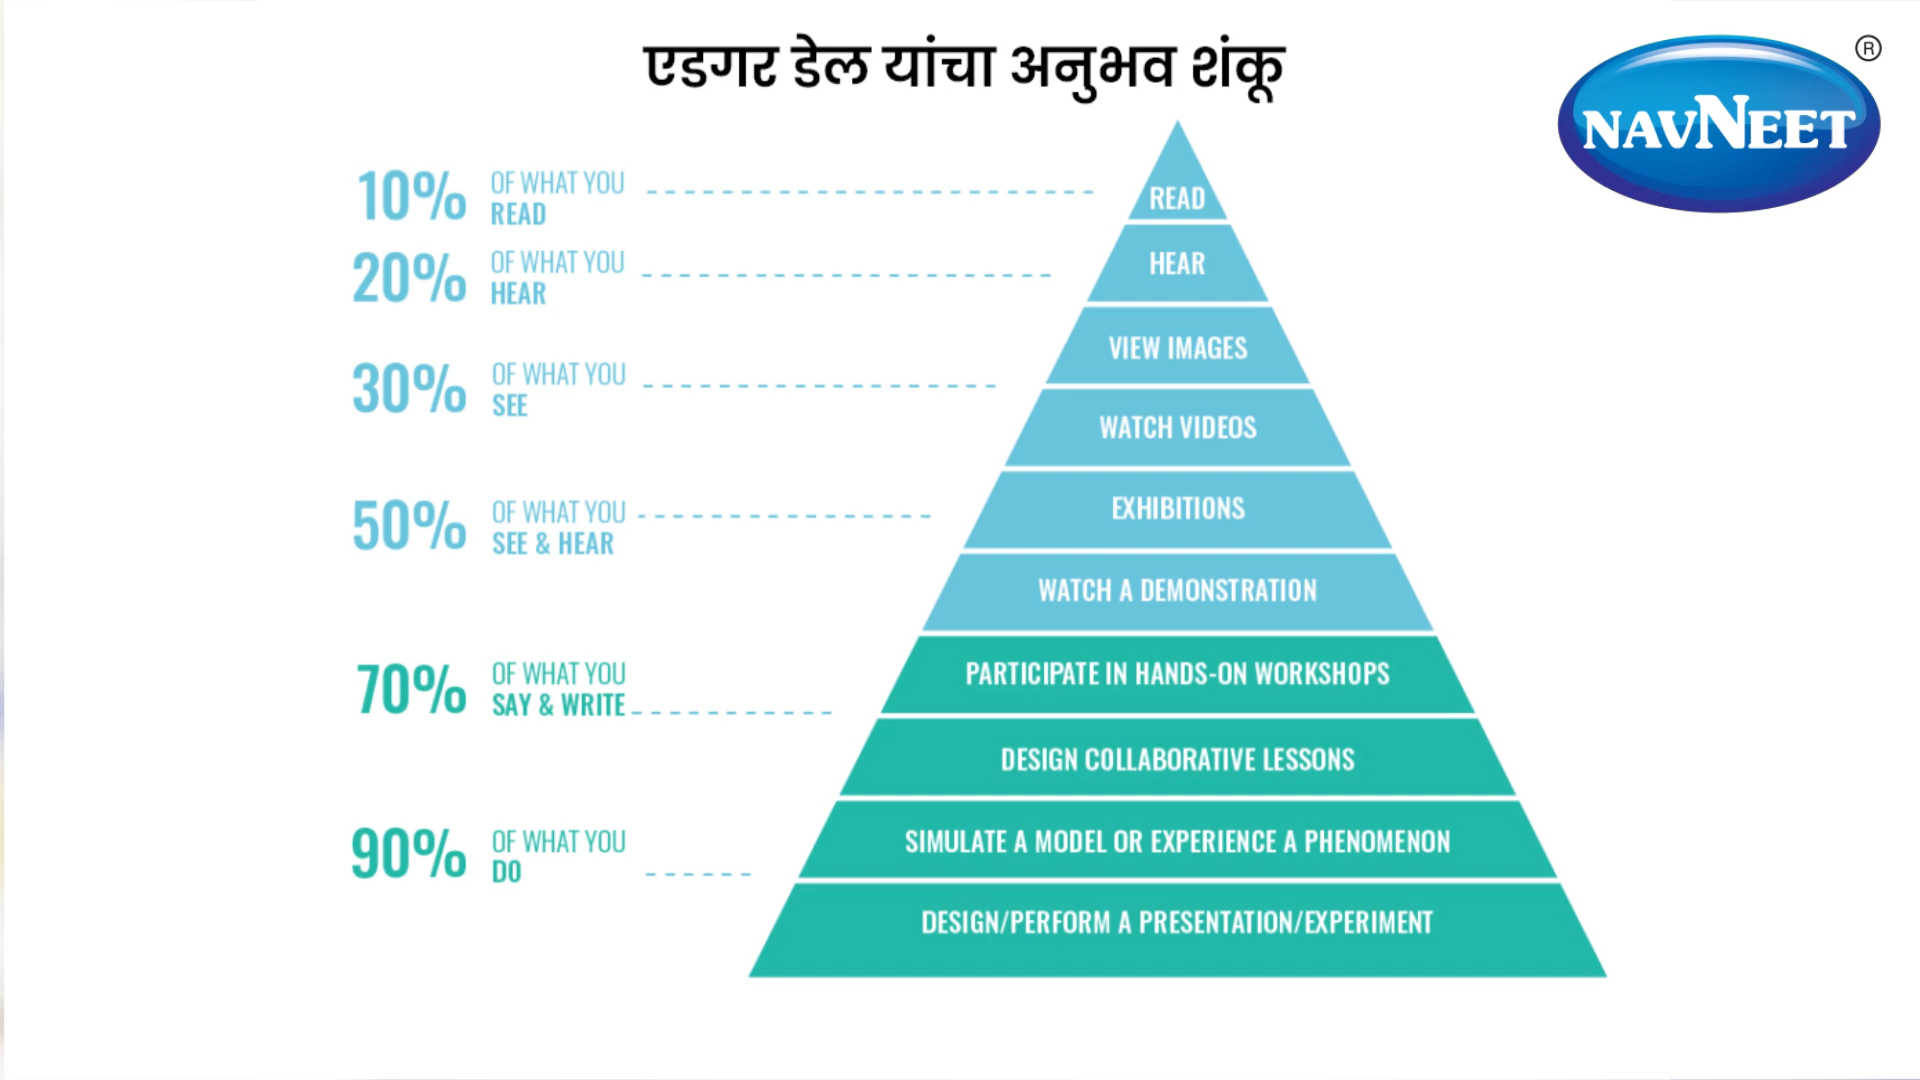 एडगर डेल यांचा अनुभव शंकू
NAVNEET ®
10% OF WHAT YOU
READ
READ
20% OF WHAT YOU
HEAR
HEAR
VIEW IMAGES
30% OF WHAT YOU
SEE
WATCH VIDEOS
EXHIBITIONS
50% OF WHAT YOU
SEE & HEAR
WATCH A DEMONSTRATION
PARTICIPATE IN HANDS-ON WORKSHOPS
70% OF WHAT YOU
SAY & WRITE
DESIGN COLLABORATIVE LESSONS
SIMULATE A MODEL OR EXPERIENCE A PHENOMENON
90% OF WHAT YOU
DO
DESIGN/PERFORM A PRESENTATION/EXPERIMENT